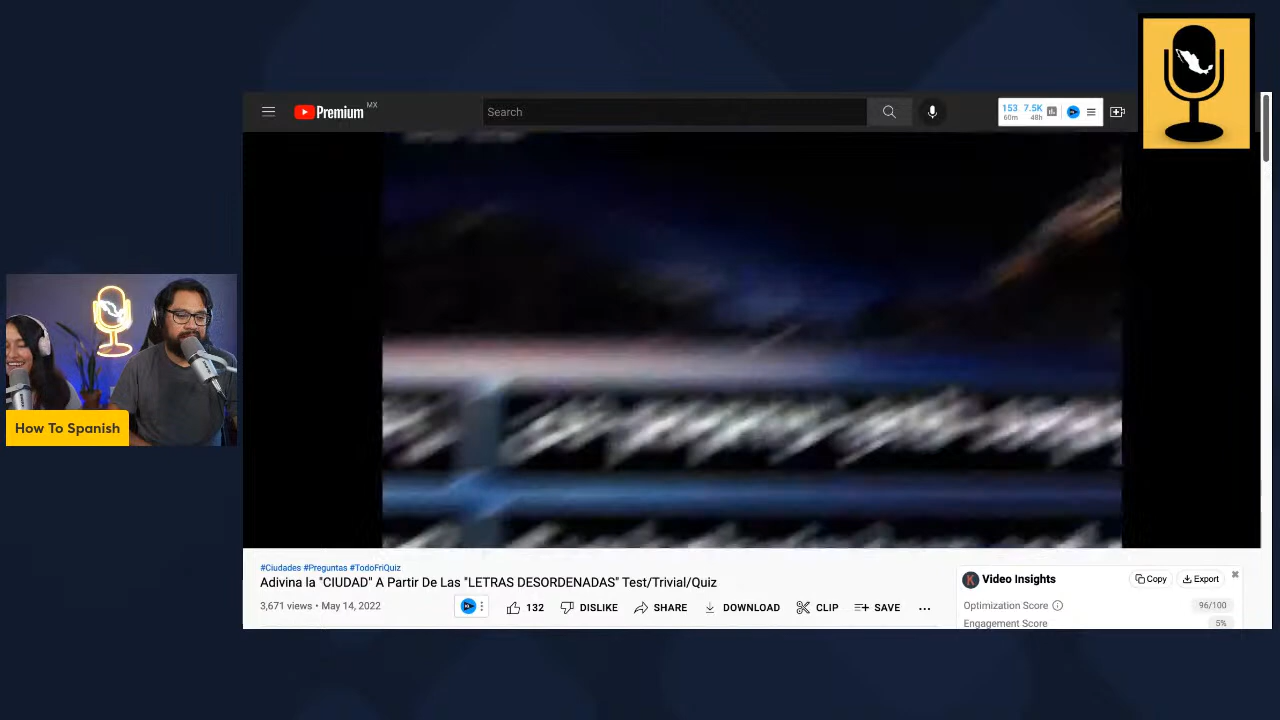 Premium MX
Search
153 7.5K
60m 48h
How To Spanish
#Ciudades #Preguntas #TodoFriQuiz
Adivina la "CIUDAD" A Partir De Las "LETRAS DESORDENADAS" Test/Trivial/Quiz
3,671 views • May 14, 2022
132 DISLIKE SHARE DOWNLOAD CLIP SAVE ...
K Video Insights Copy Export
Optimization Score 96/100
Engagement Score 5%